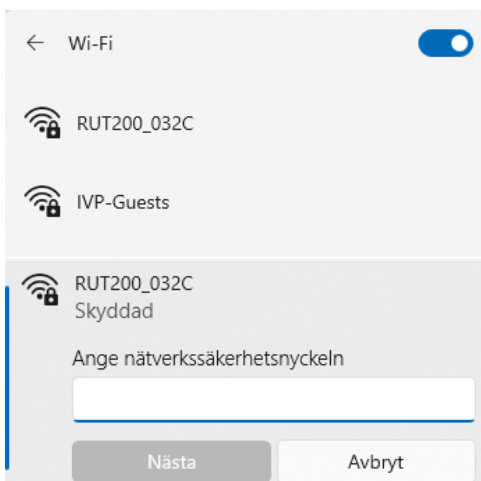 Wi-Fi
RUT200_032C
IVP-Guests
RUT200_032C
Skyddad
Ange nätverkssäkerhetsnyckeln
Nästa
Avbryt